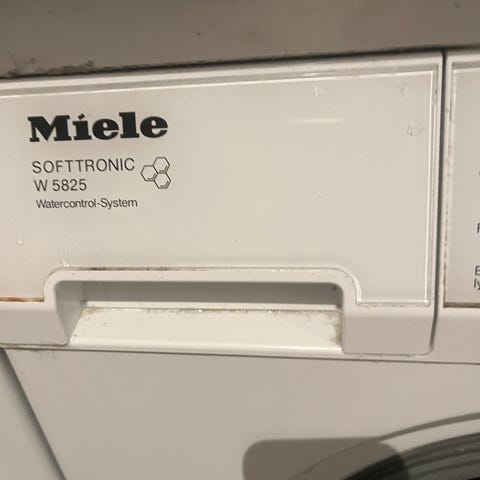 Miele
SOFTTRONIC
W 5825
Watercontrol-System